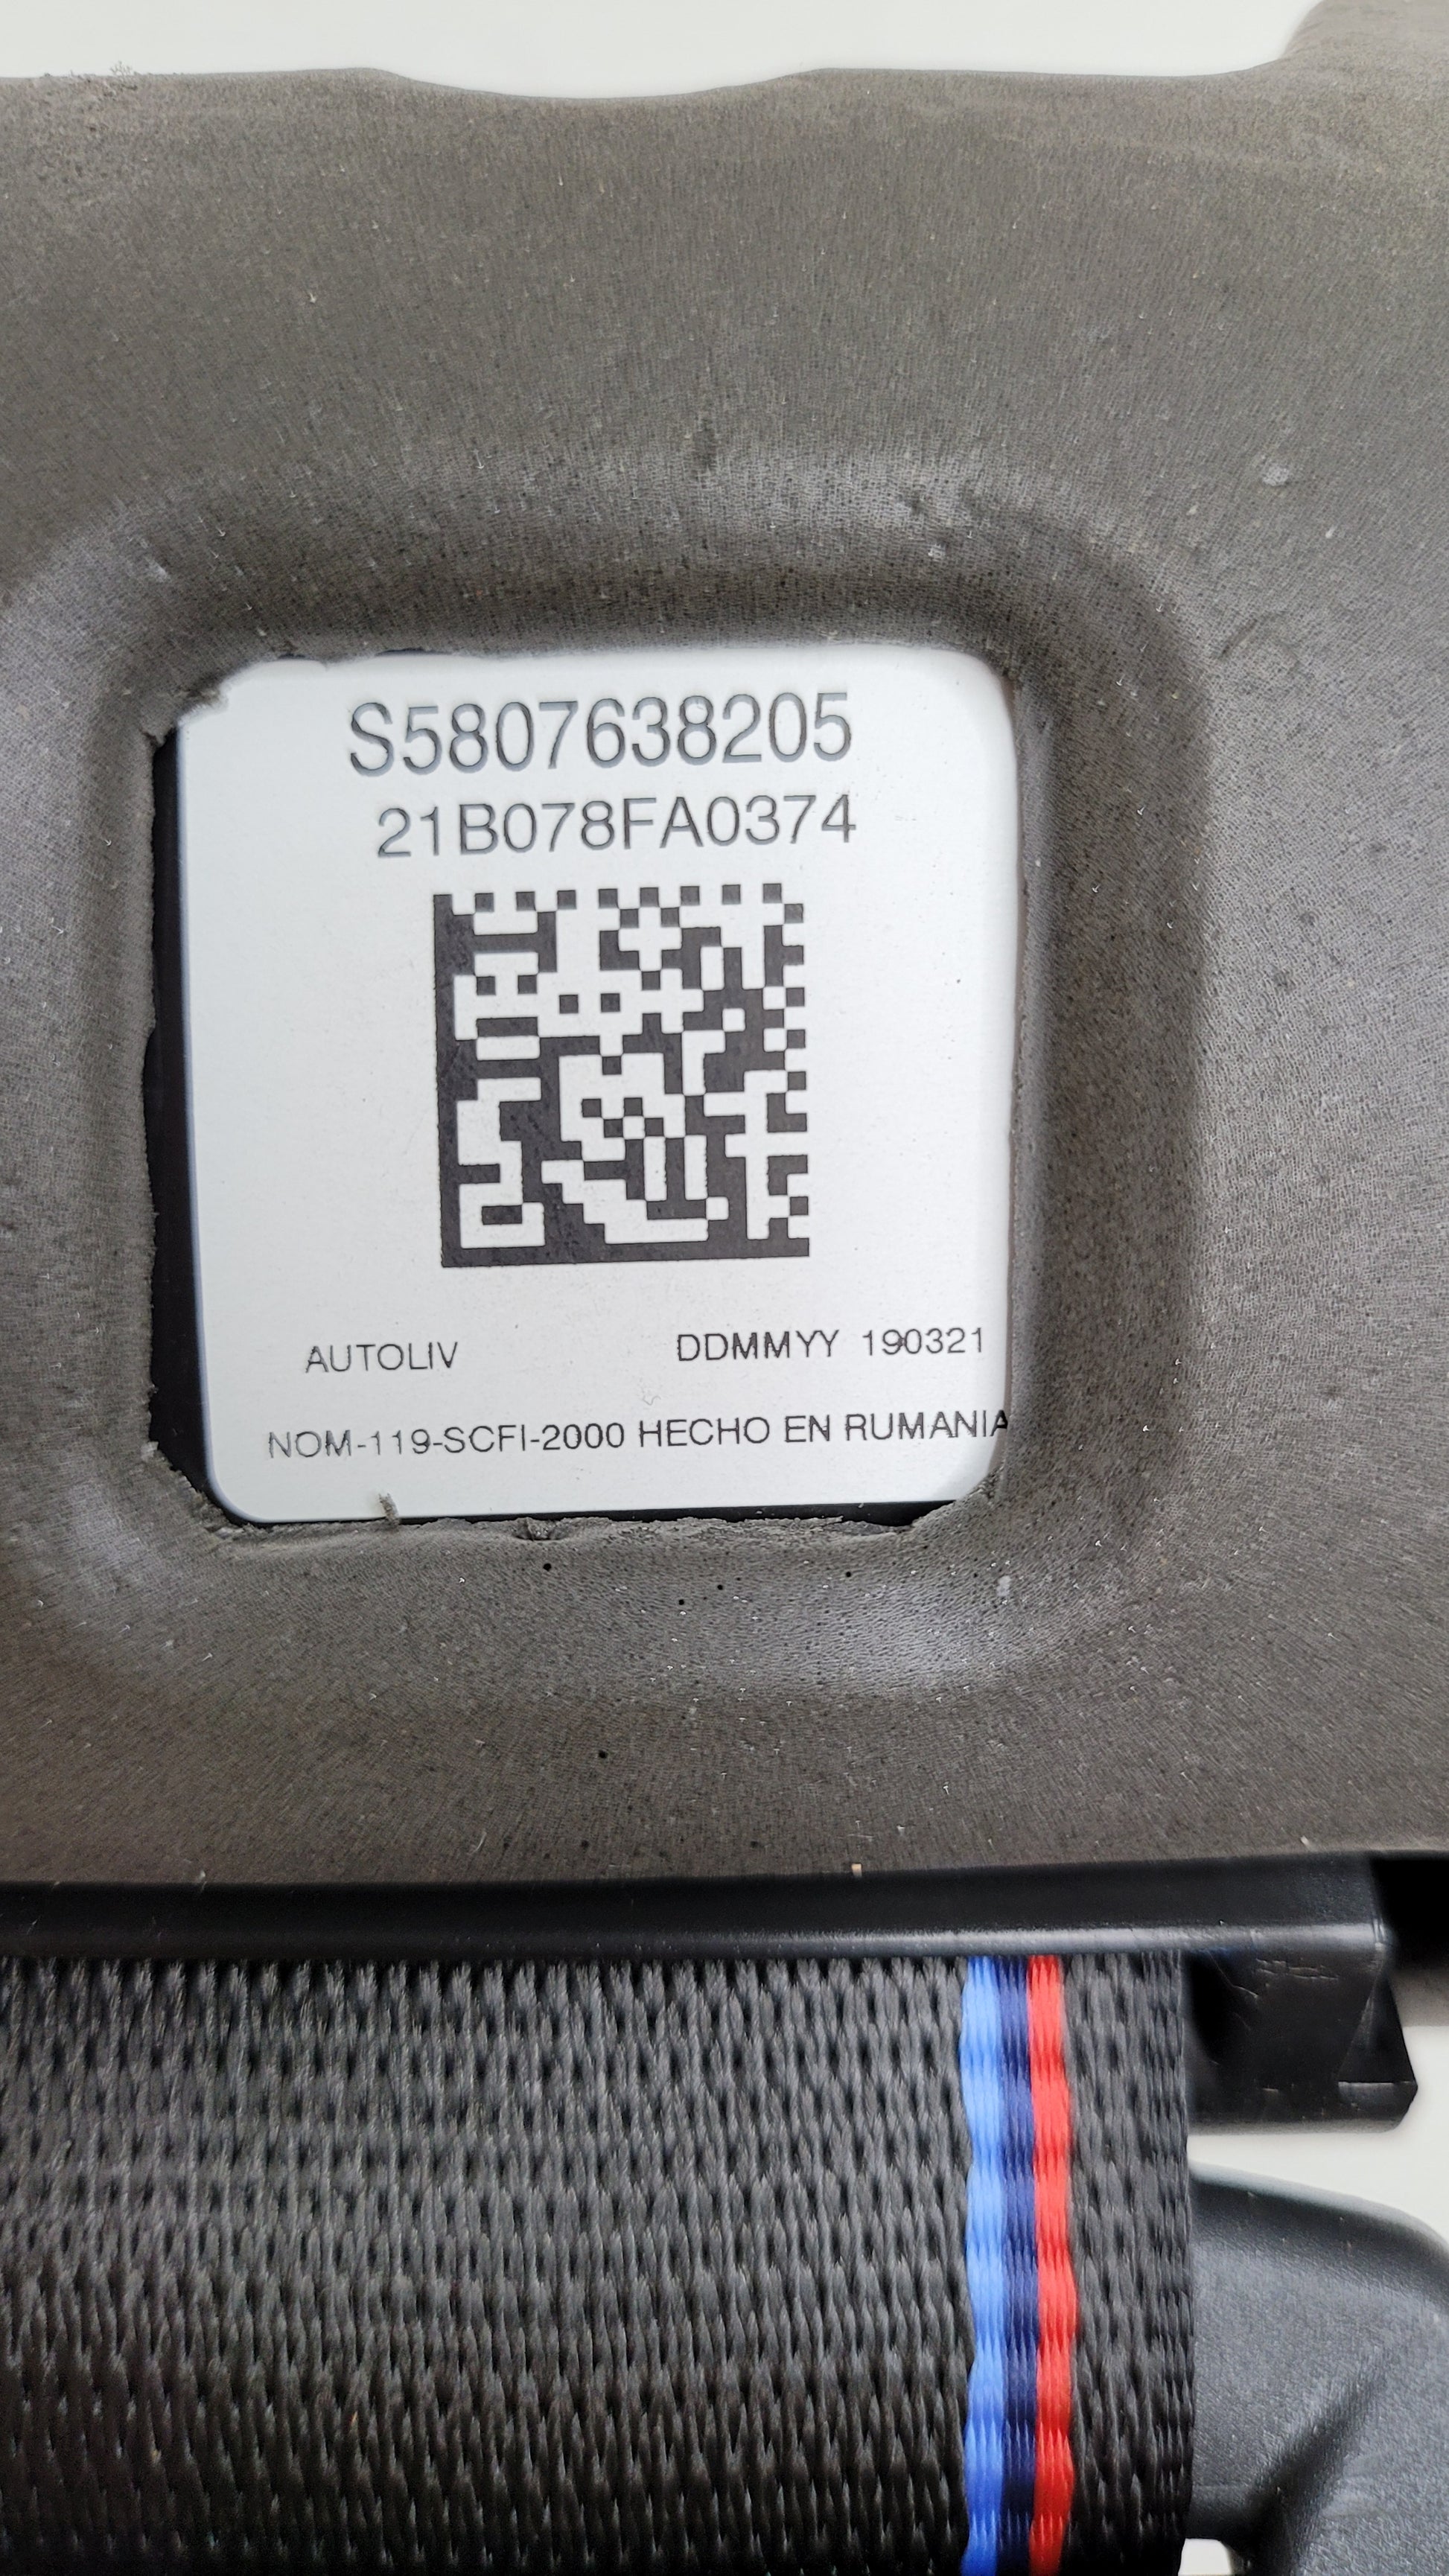 S5807638205
21B078FA0374
AUTOLIV DDMMYY 190321
NOM-119-SCFI-2000 HECHO EN RUMANIA